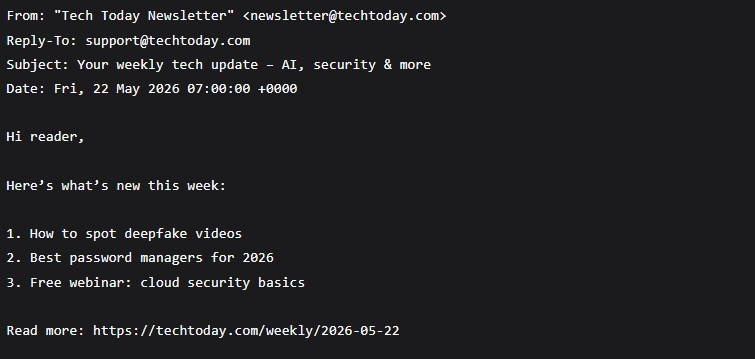 From: "Tech Today Newsletter" <newsletter@techtoday.com>
Reply-To: support@techtoday.com
Subject: Your weekly tech update – AI, security & more
Date: Fri, 22 May 2026 07:00:00 +0000
Hi reader,
Here’s what’s new this week:
1. How to spot deepfake videos
2. Best password managers for 2026
3. Free webinar: cloud security basics
Read more: https://techtoday.com/weekly/2026-05-22